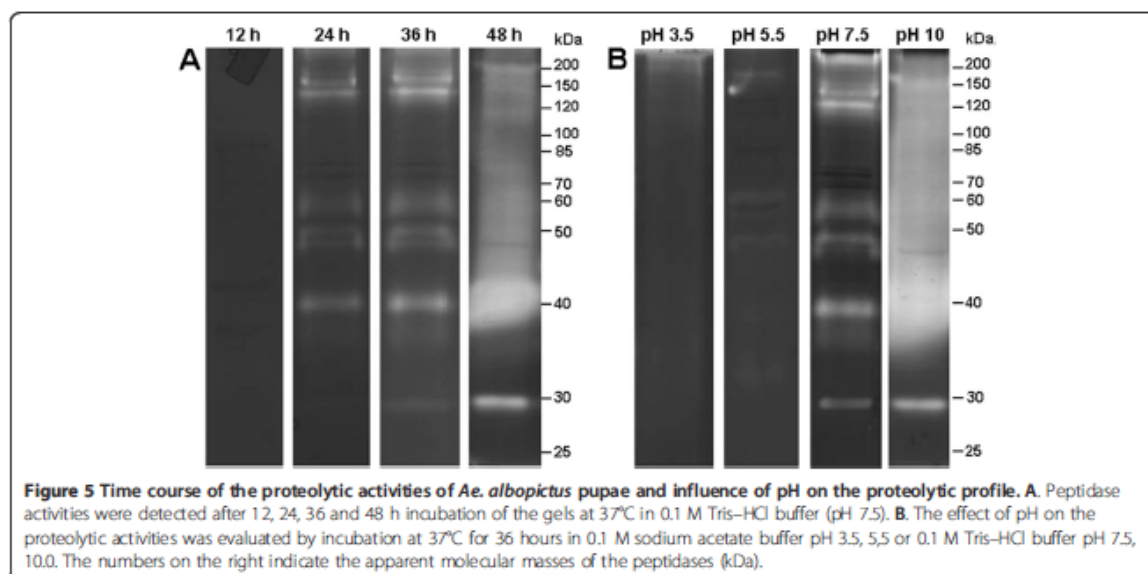 12 h 24 h 36 h 48 h kDa pH 3.5 pH 5.5 pH 7.5 pH 10 kDa
A B
200 200
150 150
120 120
100 100
85 85
70 70
60 60
50 50
40 40
30 30
25 25
Figure 5 Time course of the proteolytic activities of Ae. albopictus pupae and influence of pH on the proteolytic profile. A. Peptidase
activities were detected after 12, 24, 36 and 48 h incubation of the gels at 37°C in 0.1 M Tris–HCl buffer (pH 7.5). B. The effect of pH on the
proteolytic activities was evaluated by incubation at 37°C for 36 hours in 0.1 M sodium acetate buffer pH 3.5, 5,5 or 0.1 M Tris–HCl buffer pH 7.5,
10.0. The numbers on the right indicate the apparent molecular masses of the peptidases (kDa).